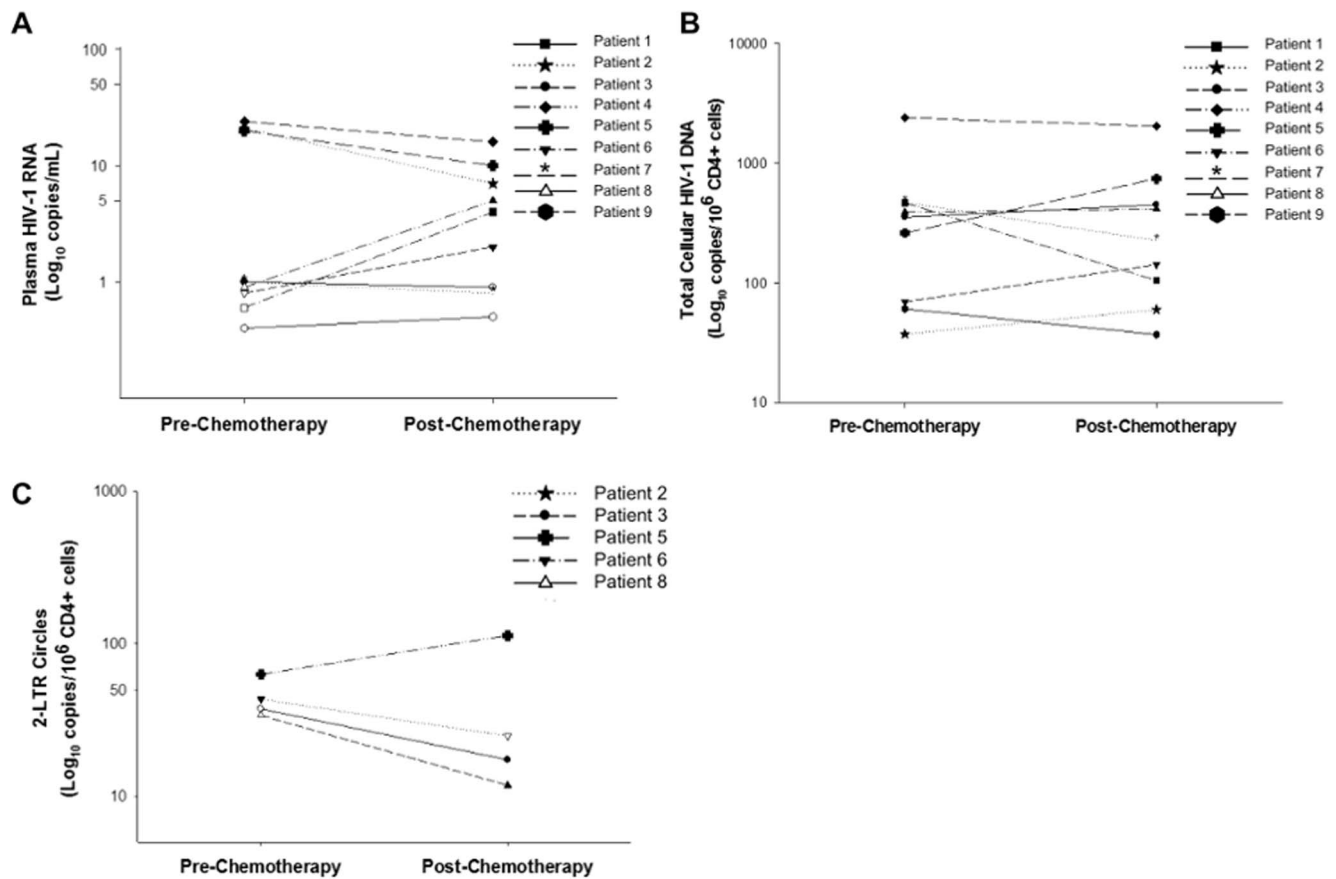 A
Plasma HIV-1 RNA
(Log10 copies/mL)
100
50
10
5
1
Pre-Chemotherapy
Post-Chemotherapy
Patient 1
Patient 2
Patient 3
Patient 4
Patient 5
Patient 6
Patient 7
Patient 8
Patient 9
B
Total Cellular HIV-1 DNA
(Log10 copies/10^6 CD4+ cells)
10000
1000
100
10
Pre-Chemotherapy
Post-Chemotherapy
Patient 1
Patient 2
Patient 3
Patient 4
Patient 5
Patient 6
Patient 7
Patient 8
Patient 9
C
2-LTR Circles
(Log10 copies/10^6 CD4+ cells)
1000
100
50
10
Pre-Chemotherapy
Post-Chemotherapy
Patient 2
Patient 3
Patient 5
Patient 6
Patient 8